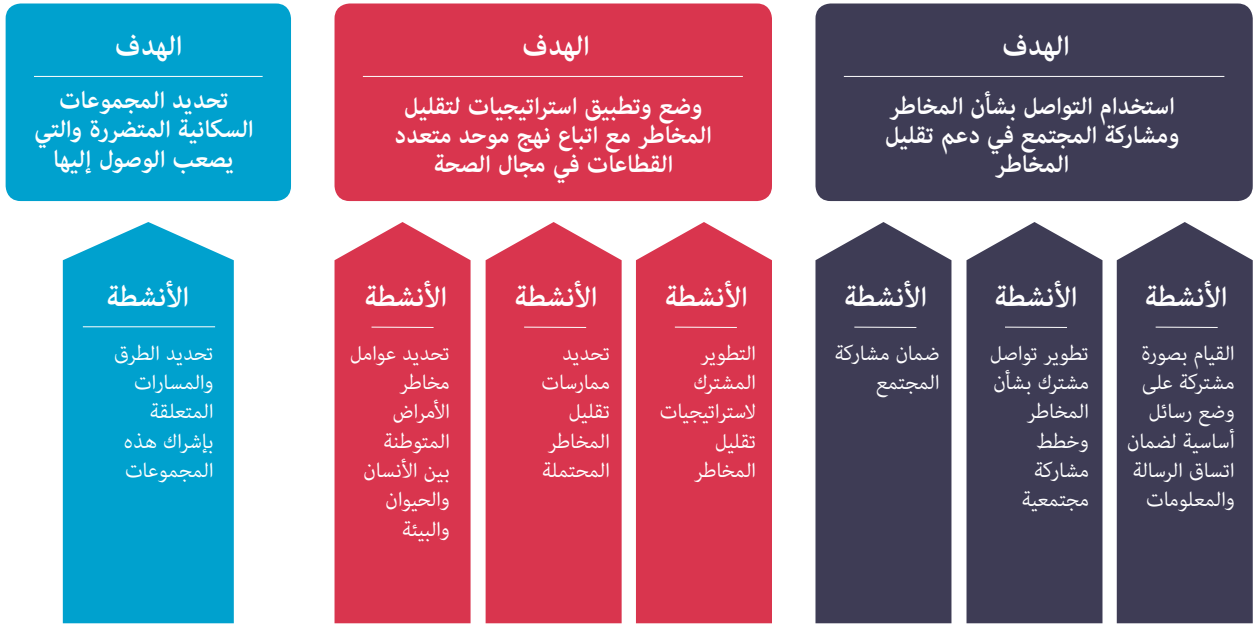 الهدف
استخدام التواصل بشأن المخاطر
ومشاركة المجتمع في دعم تقليل
المخاطر
الأنشطة
القيام بصورة
مشتركة على
وضع رسائل
أساسية لضمان
اتساق الرسالة
والمعلومات
الأنشطة
تطوير تواصل
مشترك بشأن
المخاطر
وخطط
مشاركة
مجتمعية
الأنشطة
ضمان مشاركة
المجتمع
الهدف
وضع وتطبيق استراتيجيات لتقليل
المخاطر مع اتباع نهج موحد متعدد
القطاعات في مجال الصحة
الأنشطة
التطوير
المشترك
لاستراتيجيات
تقليل
المخاطر
الأنشطة
تحديد
ممارسات
تقليل
المخاطر
المحتملة
الأنشطة
تحديد عوامل
مخاطر
الأمراض
المتوطنة
بين الأنسان
والحيوان
والبيئة
الهدف
تحديد المجموعات
السكانية المتضررة والتي
يصعب الوصول إليها
الأنشطة
تحديد الطرق
والمسارات
المتعلقة
بإشراك هذه
المجموعات